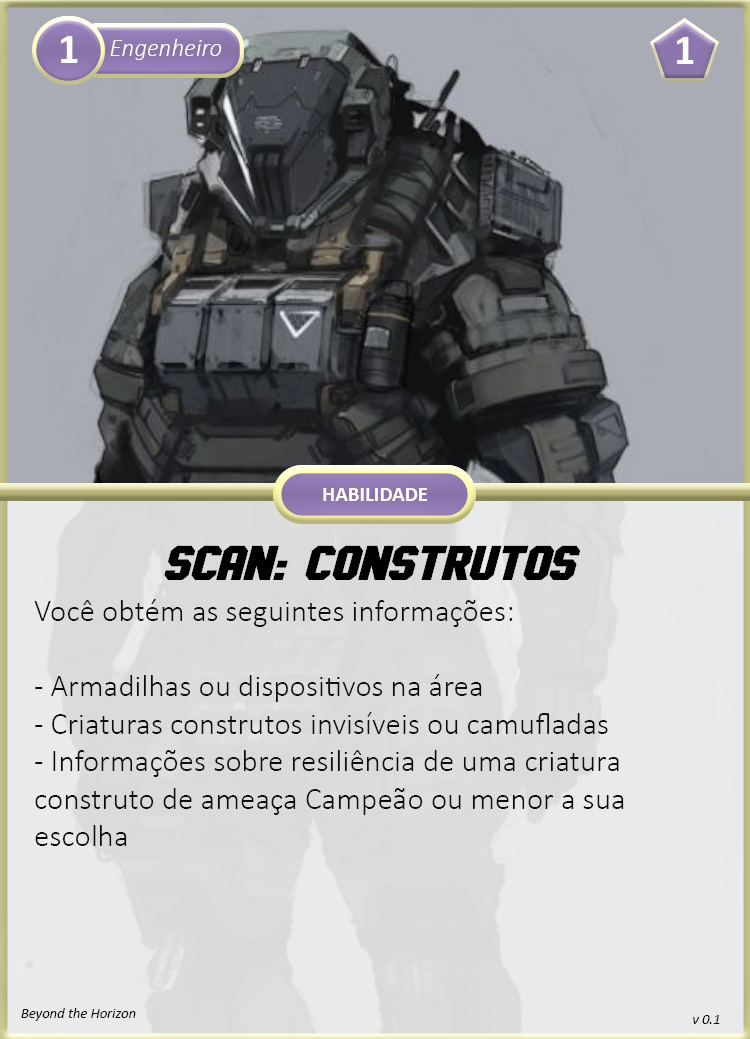 1 Engenheiro
1
HABILIDADE
SCAN: CONSTRUTOS
Você obtém as seguintes informações:
- Armadilhas ou dispositivos na área
- Criaturas construtos invisíveis ou camufladas
- Informações sobre resiliência de uma criatura
construto de ameaça Campeão ou menor a sua
escolha
Beyond the Horizon
v 0.1